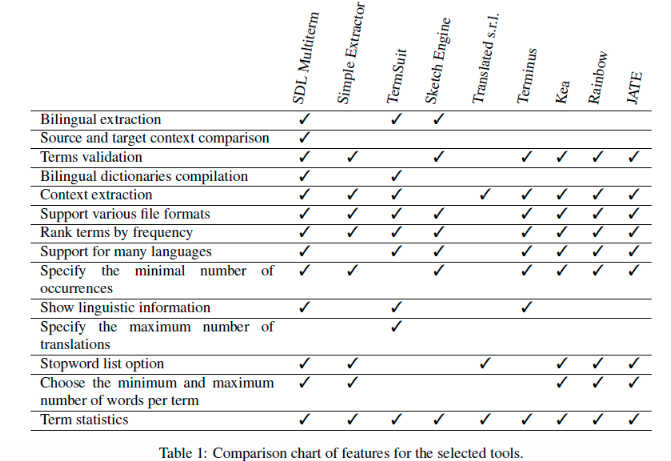 SDL Multiterm Simple Extractor TermSuit Sketch Engine Translated s.r.l. Terminus Kea Rainbow JATE
Bilingual extraction ✓ ✓ ✓
Source and target context comparison ✓
Terms validation ✓ ✓ ✓ ✓ ✓ ✓ ✓
Bilingual dictionaries compilation ✓ ✓
Context extraction ✓ ✓ ✓ ✓ ✓ ✓ ✓ ✓
Support various file formats ✓ ✓ ✓ ✓ ✓ ✓ ✓ ✓
Rank terms by frequency ✓ ✓ ✓ ✓ ✓ ✓ ✓ ✓
Support for many languages ✓ ✓ ✓ ✓ ✓ ✓ ✓
Specify the minimal number of ✓ ✓ ✓ ✓ ✓ ✓ ✓
occurrences
Show linguistic information ✓ ✓ ✓
Specify the maximum number of ✓
translations
Stopword list option ✓ ✓ ✓ ✓ ✓ ✓
Choose the minimum and maximum ✓ ✓ ✓ ✓ ✓
number of words per term
Term statistics ✓ ✓ ✓ ✓ ✓ ✓ ✓ ✓ ✓
Table 1: Comparison chart of features for the selected tools.